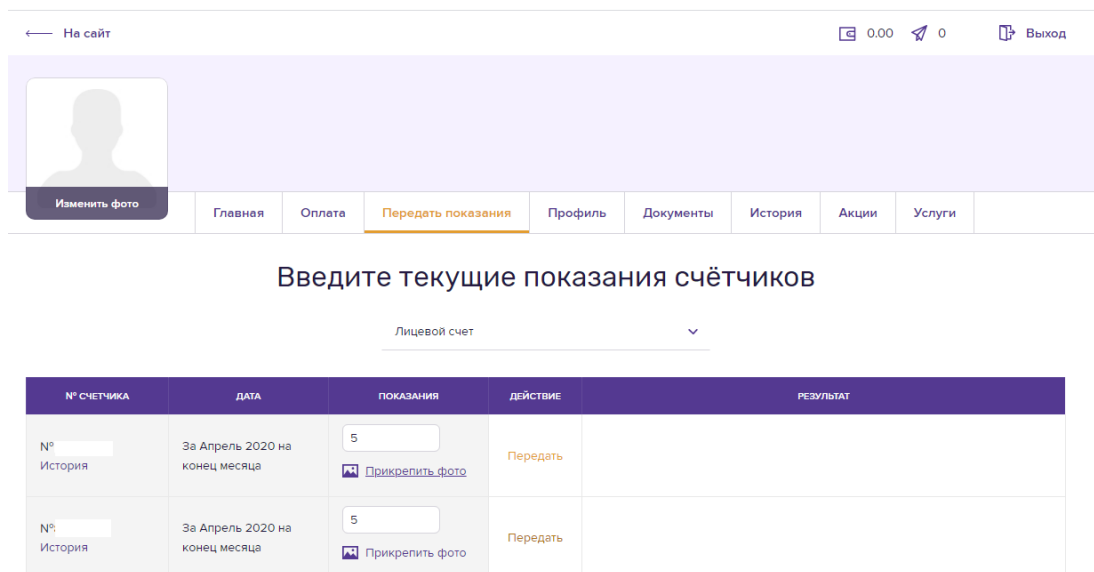 На сайт
0.00
0
Выход
Изменить фото
Главная
Оплата
Передать показания
Профиль
Документы
История
Акции
Услуги
Введите текущие показания счётчиков
Лицевой счет
№ СЧЕТЧИКА
ДАТА
ПОКАЗАНИЯ
ДЕЙСТВИЕ
РЕЗУЛЬТАТ
№
История
За Апрель 2020 на
конец месяца
5
Прикрепить фото
Передать
№
История
За Апрель 2020 на
конец месяца
5
Прикрепить фото
Передать